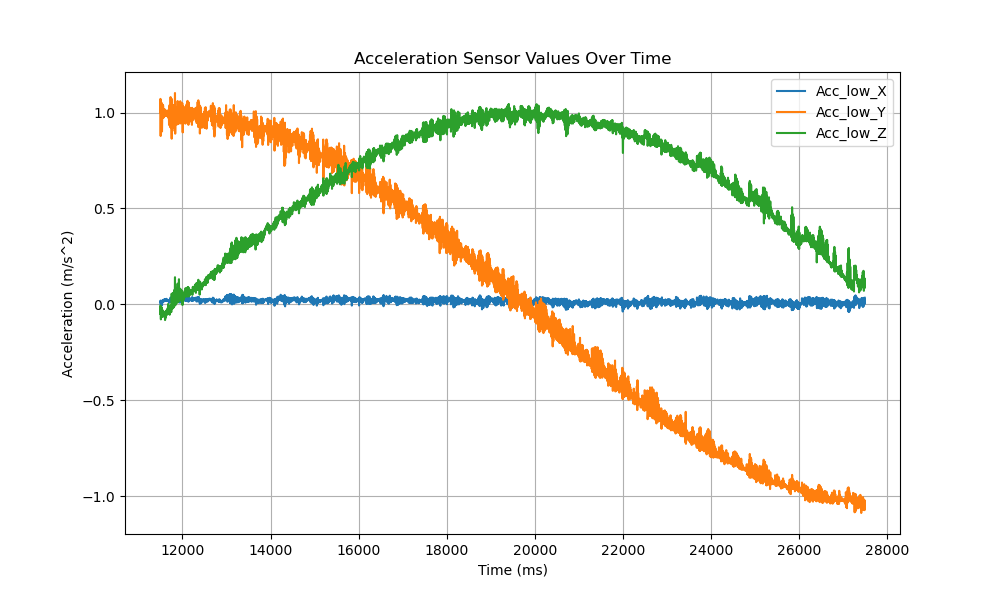 Acceleration Sensor Values Over Time
Acc_low_X
Acc_low_Y
Acc_low_Z
Acceleration (m/s^2)
1.0
0.5
0.0
−0.5
−1.0
12000 14000 16000 18000 20000 22000 24000 26000 28000
Time (ms)